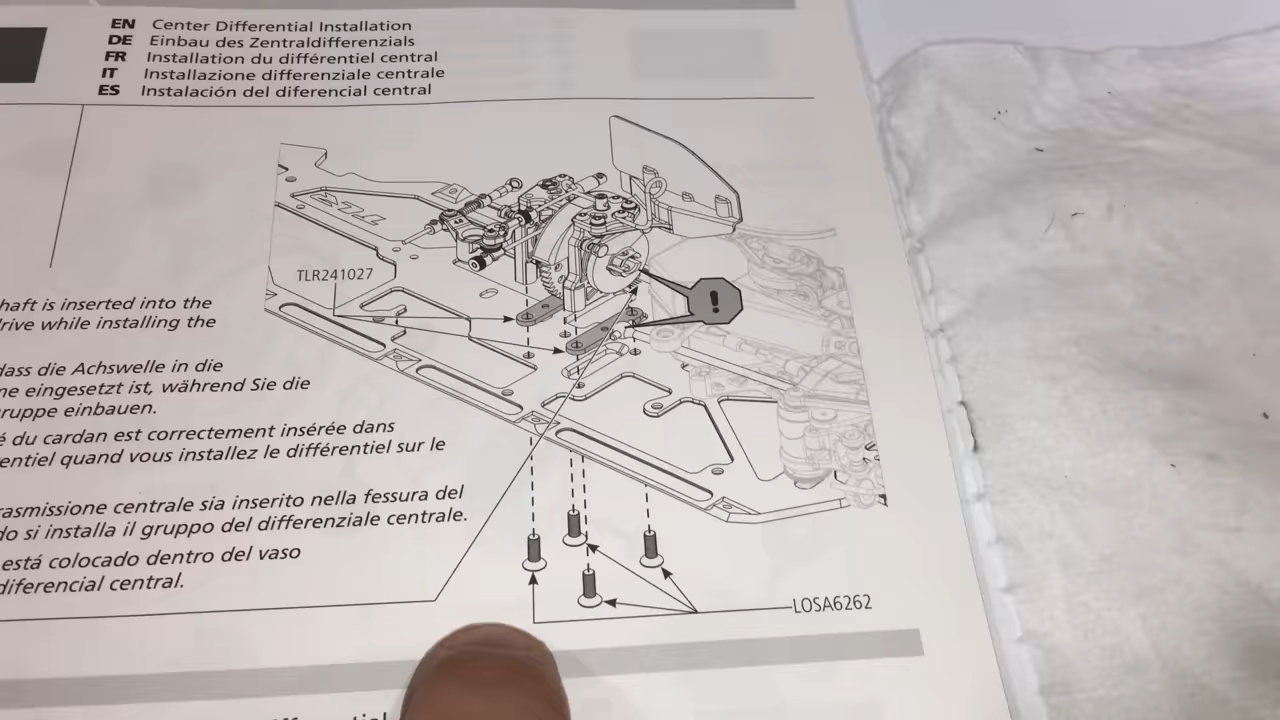 EN Center Differential Installation
DE Einbau des Zentraldifferenzials
FR Installation du différentiel central
IT Installazione differenziale centrale
ES Instalación del diferencial central
TLR
TLR241027
!
haft is inserted into the
rive while installing the
dass die Achswelle in die
me eingesetzt ist, während Sie die
ruppe einbauen.
é du cardan est correctement insérée dans
entiel quand vous installez le différentiel sur le
rasmissione centrale sia inserito nella fessura del
do si installa il gruppo del differenziale centrale.
está colocado dentro del vaso
diferencial central.
LOSA6262